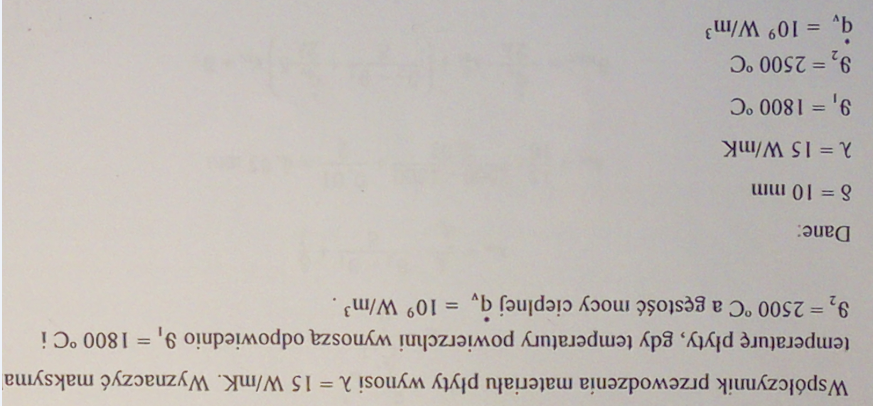 Współczynnik przewodzenia materiału płyty wynosi λ = 15 W/mK. Wyznaczyć maksyma
temperaturę płyty, gdy temperatury powierzchni wynoszą odpowiednio ϑ₁ = 1800 °C i
ϑ₂ = 2500 °C a gęstość mocy cieplnej q̇ᵥ = 10⁹ W/m³.
Dane:
δ = 10 mm
λ = 15 W/mK
ϑ₁ = 1800 °C
ϑ₂ = 2500 °C
q̇ᵥ = 10⁹ W/m³